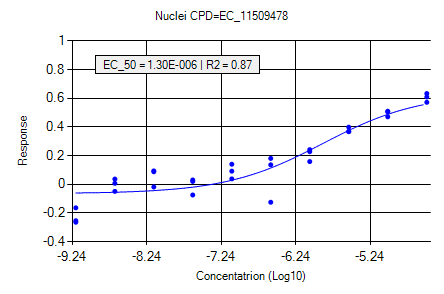 Nuclei CPD=EC_11509478
EC_50 = 1.30E-006 | R2 = 0.87
Response
1
0.8
0.6
0.4
0.2
0
-0.2
-0.4
-9.24 -8.24 -7.24 -6.24 -5.24
Concentatrion (Log10)